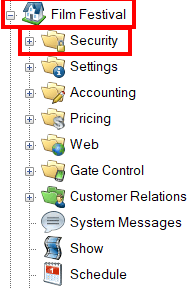 Film Festival
Security
Settings
Accounting
Pricing
Web
Gate Control
Customer Relations
System Messages
Show
Schedule